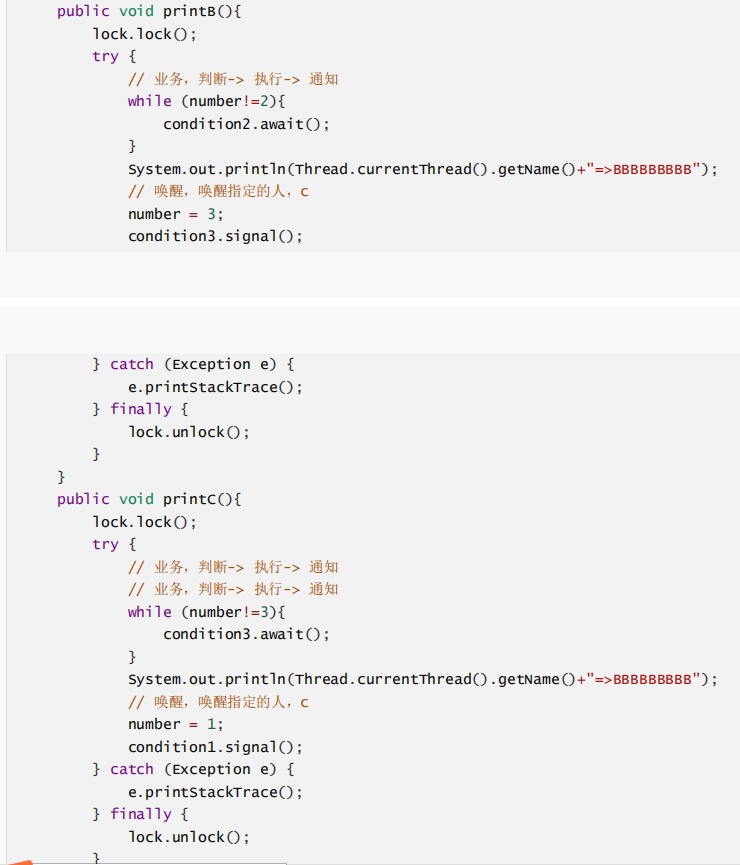 public void printB(){
lock.lock();
try {
// 业务，判断-> 执行-> 通知
while (number!=2){
condition2.await();
}
System.out.println(Thread.currentThread().getName()+"=>BBBBBBBBB");
// 唤醒，唤醒指定的人，c
number = 3;
condition3.signal();
} catch (Exception e) {
e.printStackTrace();
} finally {
lock.unlock();
}
}
public void printC(){
lock.lock();
try {
// 业务，判断-> 执行-> 通知
// 业务，判断-> 执行-> 通知
while (number!=3){
condition3.await();
}
System.out.println(Thread.currentThread().getName()+"=>BBBBBBBBB");
// 唤醒，唤醒指定的人，c
number = 1;
condition1.signal();
} catch (Exception e) {
e.printStackTrace();
} finally {
lock.unlock();
}